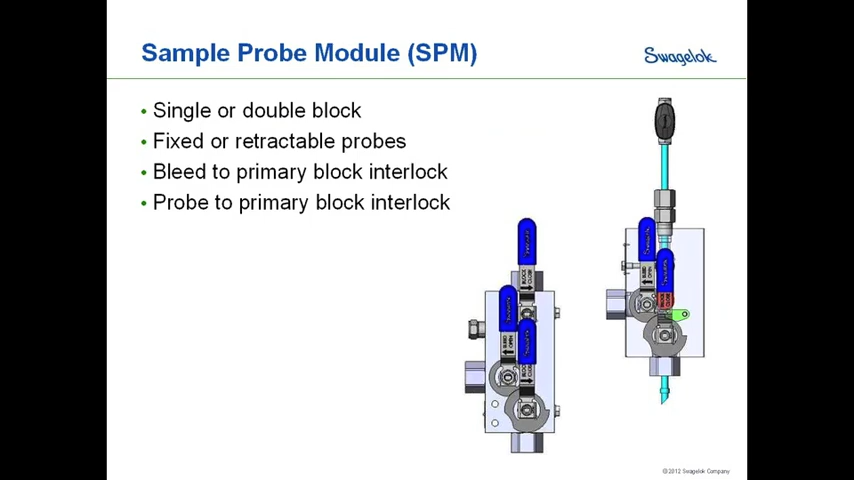 Sample Probe Module (SPM)
Swagelok
• Single or double block
• Fixed or retractable probes
• Bleed to primary block interlock
• Probe to primary block interlock
©2012 Swagelok Company